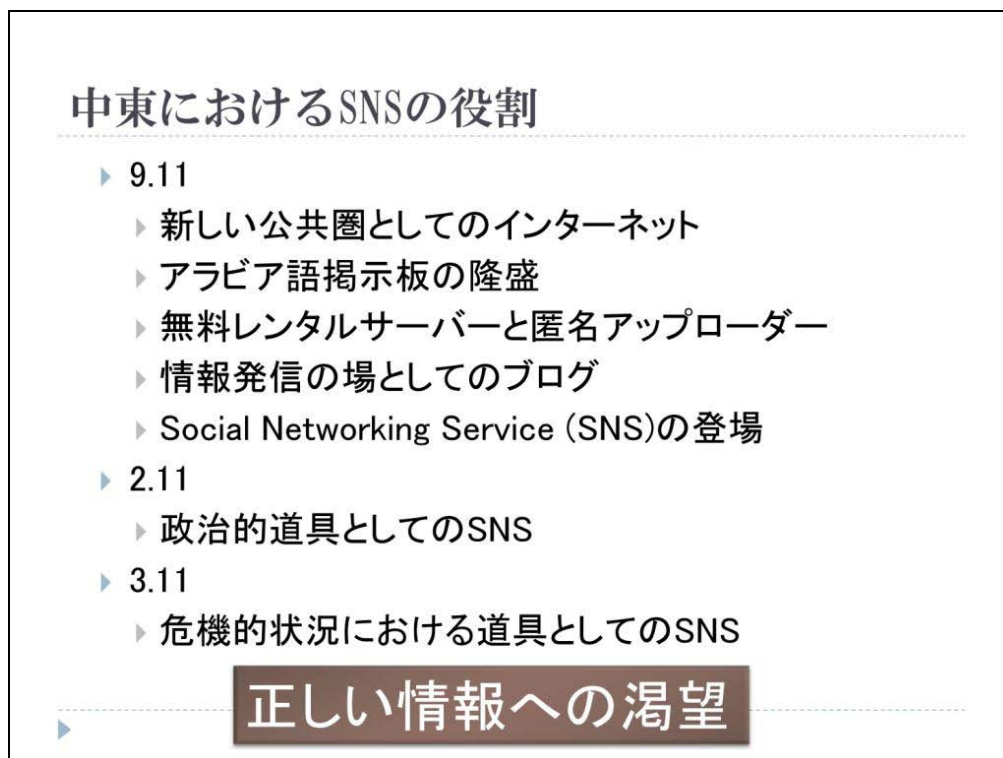 中東におけるSNSの役割
9.11
新しい公共圏としてのインターネット
アラビア語掲示板の隆盛
無料レンタルサーバーと匿名アップローダー
情報発信の場としてのブログ
Social Networking Service (SNS)の登場
2.11
政治的道具としてのSNS
3.11
危機的状況における道具としてのSNS
正しい情報への渇望